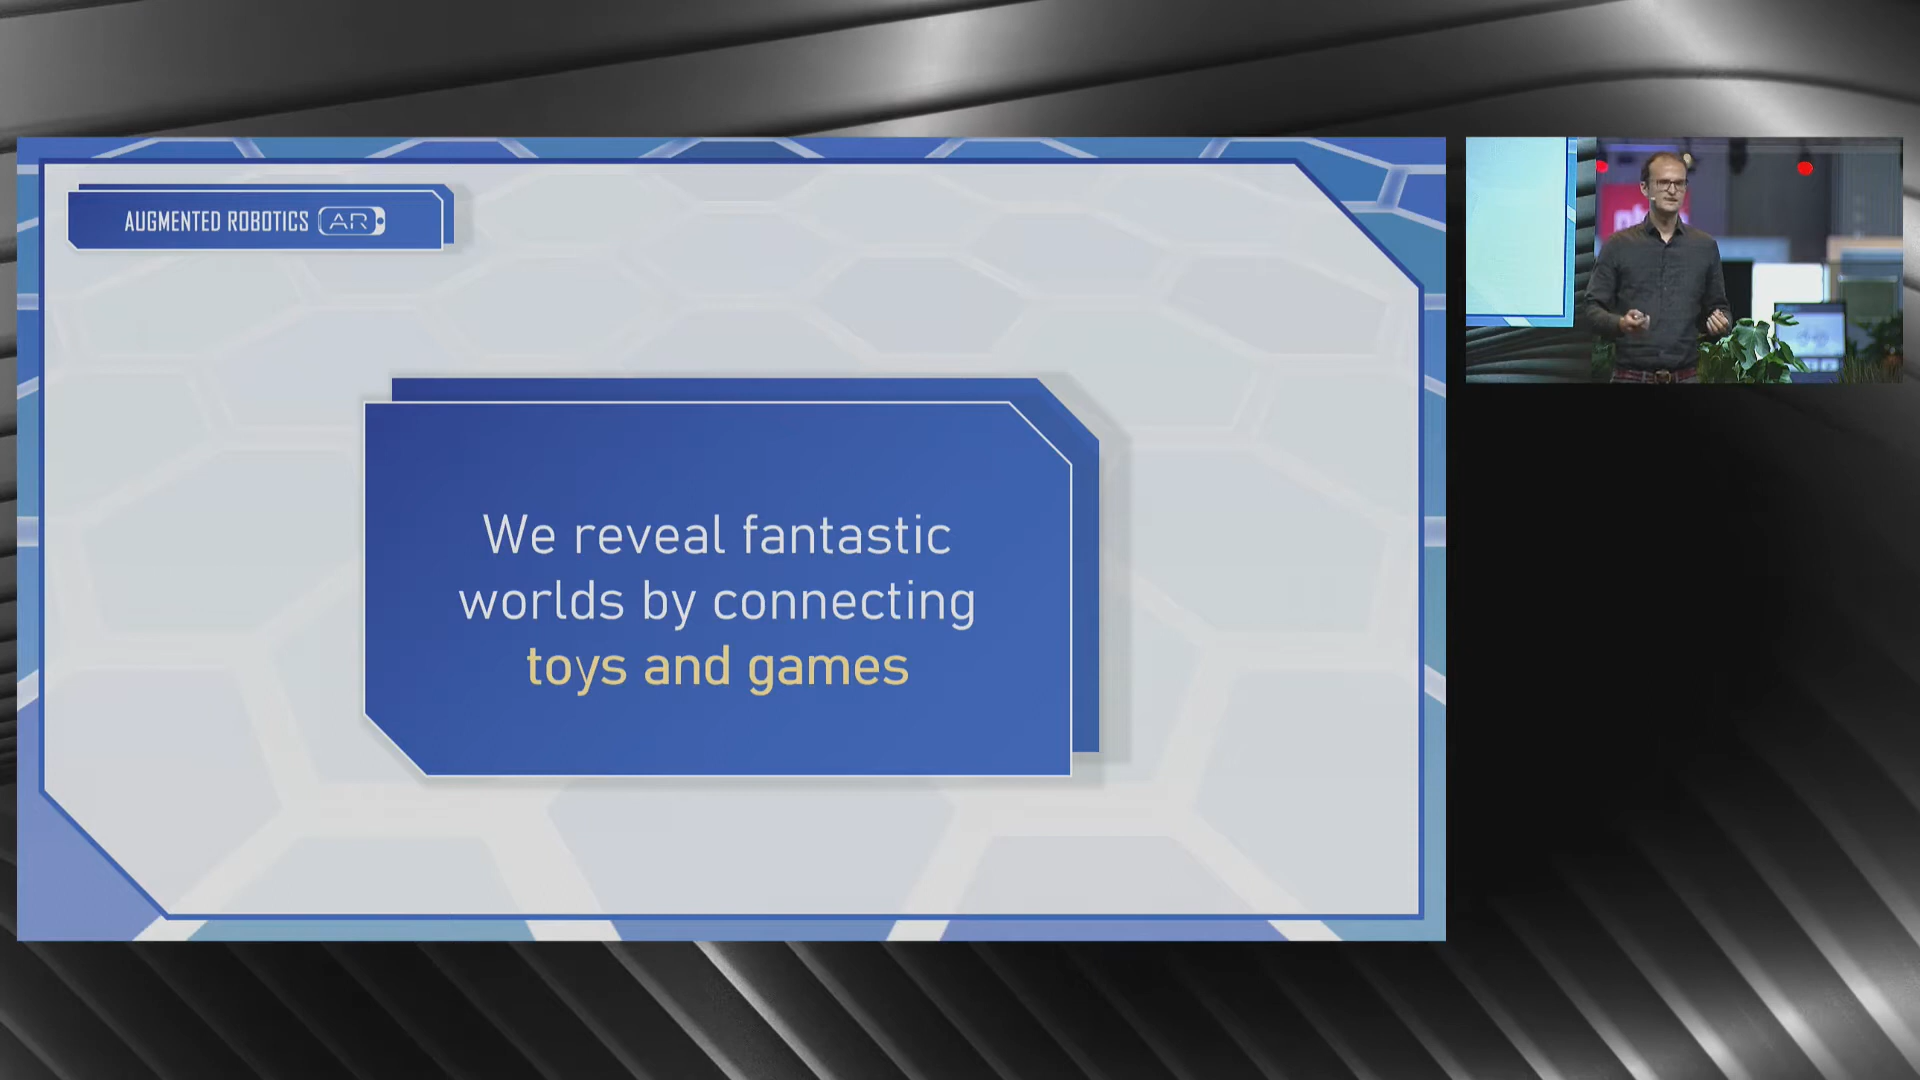 AUGMENTED ROBOTICS AR
We reveal fantastic
worlds by connecting
toys and games